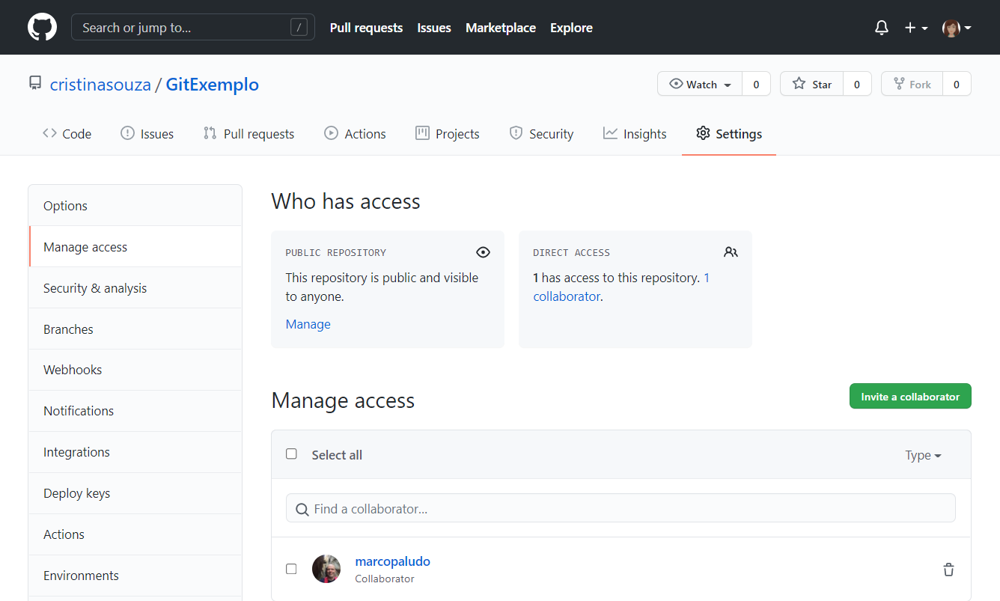 Search or jump to... /
Pull requests Issues Marketplace Explore
cristinasouza / GitExemplo
Watch 0 Star 0 Fork 0
Code Issues Pull requests Actions Projects Security Insights Settings
Options
Manage access
Security & analysis
Branches
Webhooks
Notifications
Integrations
Deploy keys
Actions
Environments
Who has access
PUBLIC REPOSITORY
This repository is public and visible
to anyone.
Manage
DIRECT ACCESS
1 has access to this repository. 1
collaborator.
Manage access
Invite a collaborator
Select all Type
Find a collaborator...
marcopaludo
Collaborator